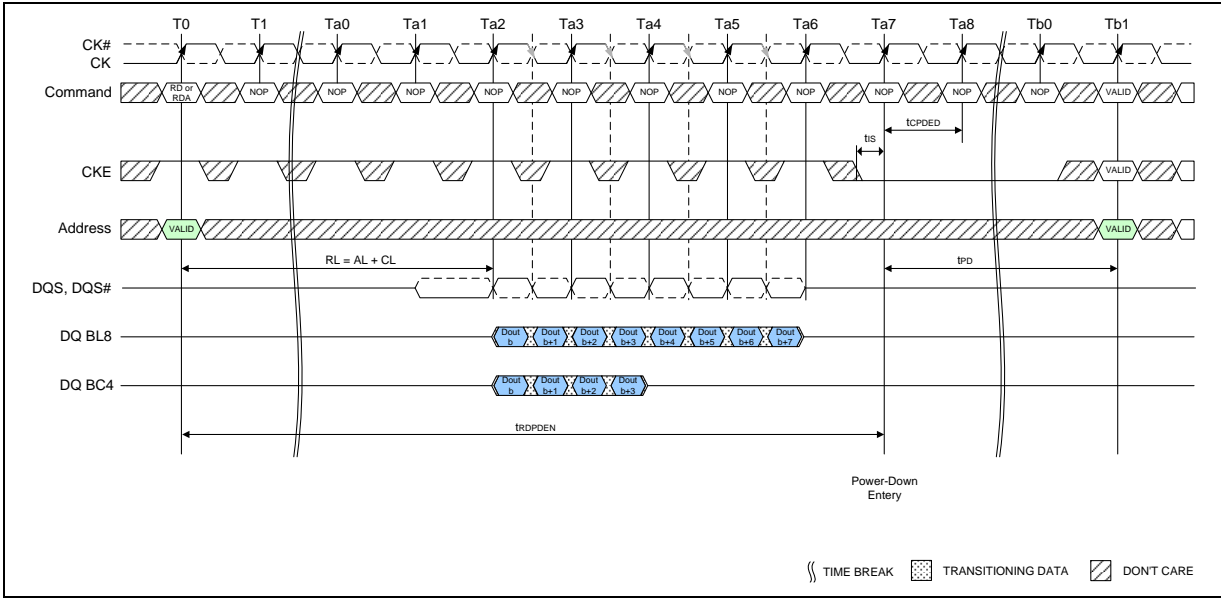 T0 T1 Ta0 Ta1 Ta2 Ta3 Ta4 Ta5 Ta6 Ta7 Ta8 Tb0 Tb1
CK#
CK
Command RD or RDA NOP NOP NOP NOP NOP NOP NOP NOP NOP NOP NOP VALID
tCPDED
tIS
CKE VALID
Address VALID VALID
RL = AL + CL tPD
DQS, DQS#
DQ BL8 Dout b Dout b+1 Dout b+2 Dout b+3 Dout b+4 Dout b+5 Dout b+6 Dout b+7
DQ BC4 Dout b Dout b+1 Dout b+2 Dout b+3
tRDPDEN
Power-Down
Entery
TIME BREAK TRANSITIONING DATA DON'T CARE